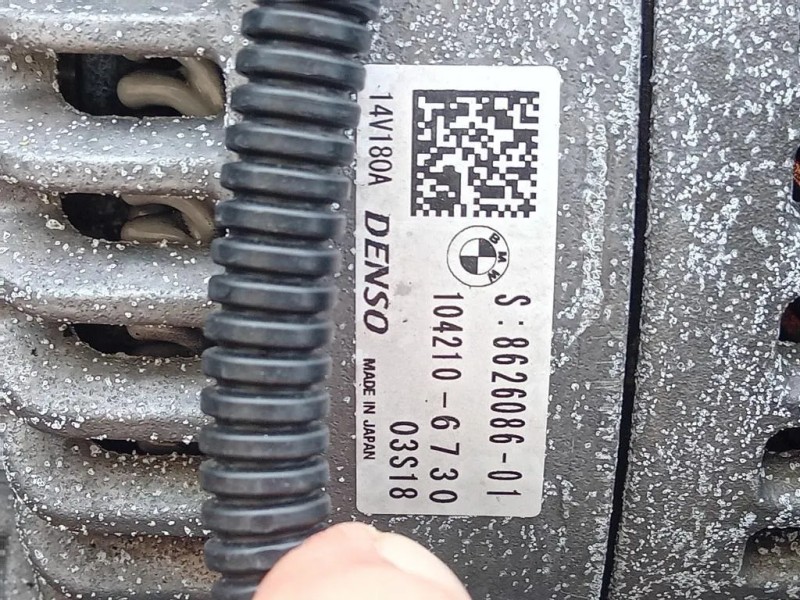 BMW
S:8626086-01
104210-6730
03S18
14V180A DENSO MADE IN JAPAN